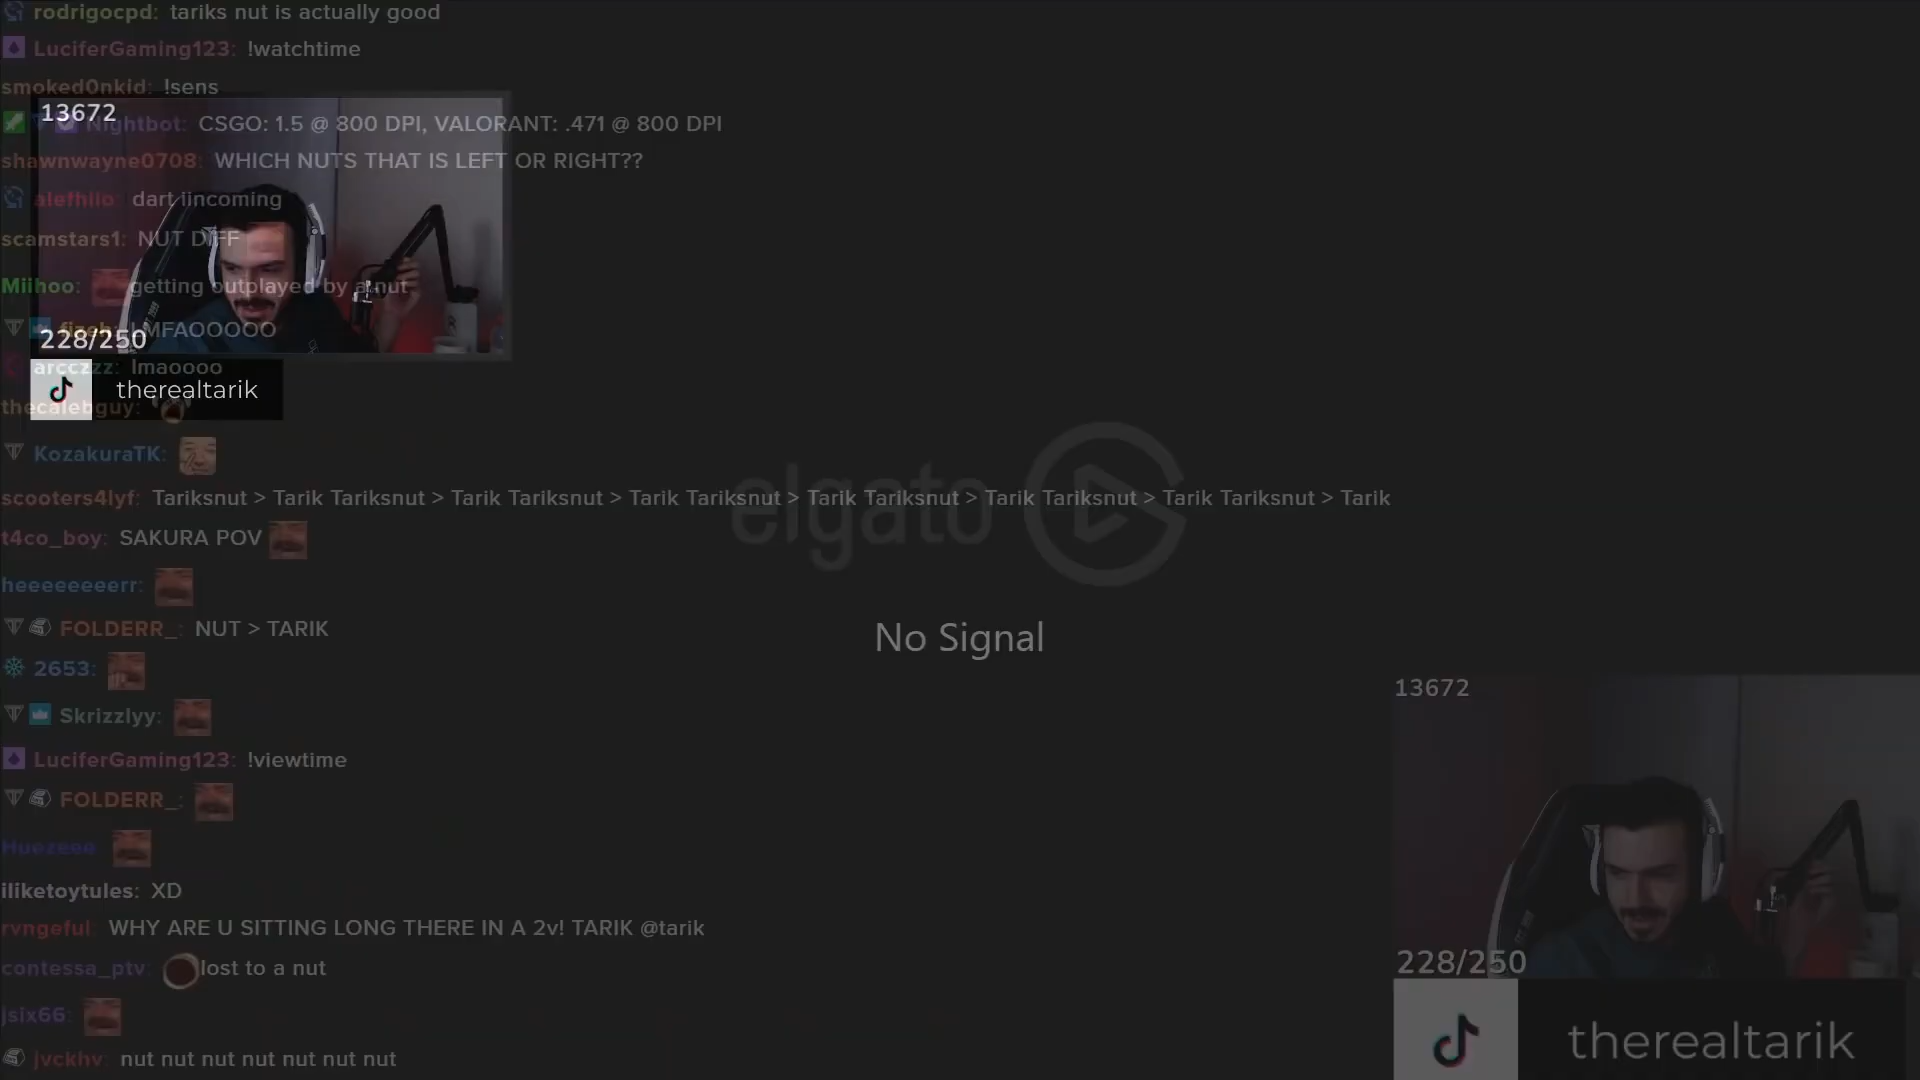 rodrigocpd: tariks nut is actually good
LuciferGaming123: !watchtime
smoked0nkid: !sens
13672
Nightbot: CSGO: 1.5 @ 800 DPI, VALORANT: .471 @ 800 DPI
shawnwayne0708: WHICH NUTS THAT IS LEFT OR RIGHT??
alefhiio: dart iincoming
scamstars1: NUT DIFF
Miihoo: getting outplayed by a nut
fizeh: LMFAOOOOO
228/250
arcczzz: lmaoooo
therealtarik
thecalebguy:
KozakuraTK:
scooters4lyf: Tariksnut > Tarik Tariksnut > Tarik Tariksnut > Tarik Tariksnut > Tarik Tariksnut > Tarik Tariksnut > Tarik Tariksnut > Tarik
elgato
t4co_boy: SAKURA POV
heeeeeeeerr:
FOLDERR_: NUT > TARIK
No Signal
2653:
13672
Skrizzlyy:
LuciferGaming123: !viewtime
FOLDERR_:
Huezeee
iliketoytules: XD
rvngeful: WHY ARE U SITTING LONG THERE IN A 2v! TARIK @tarik
228/250
contessa_ptv: lost to a nut
jsix66:
therealtarik
jvckhv: nut nut nut nut nut nut nut